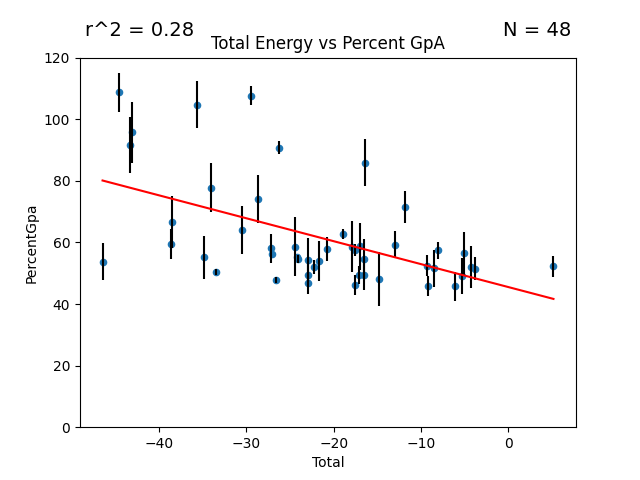 r^2 = 0.28
N = 48
Total Energy vs Percent GpA
120
100
80
60
40
20
0
PercentGpa
−40
−30
−20
−10
0
Total